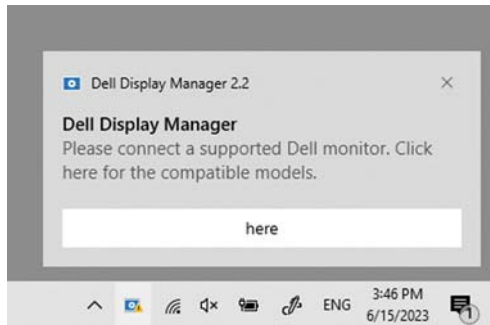 Dell Display Manager 2.2
Dell Display Manager
Please connect a supported Dell monitor. Click
here for the compatible models.
here
ENG
3:46 PM
6/15/2023
1